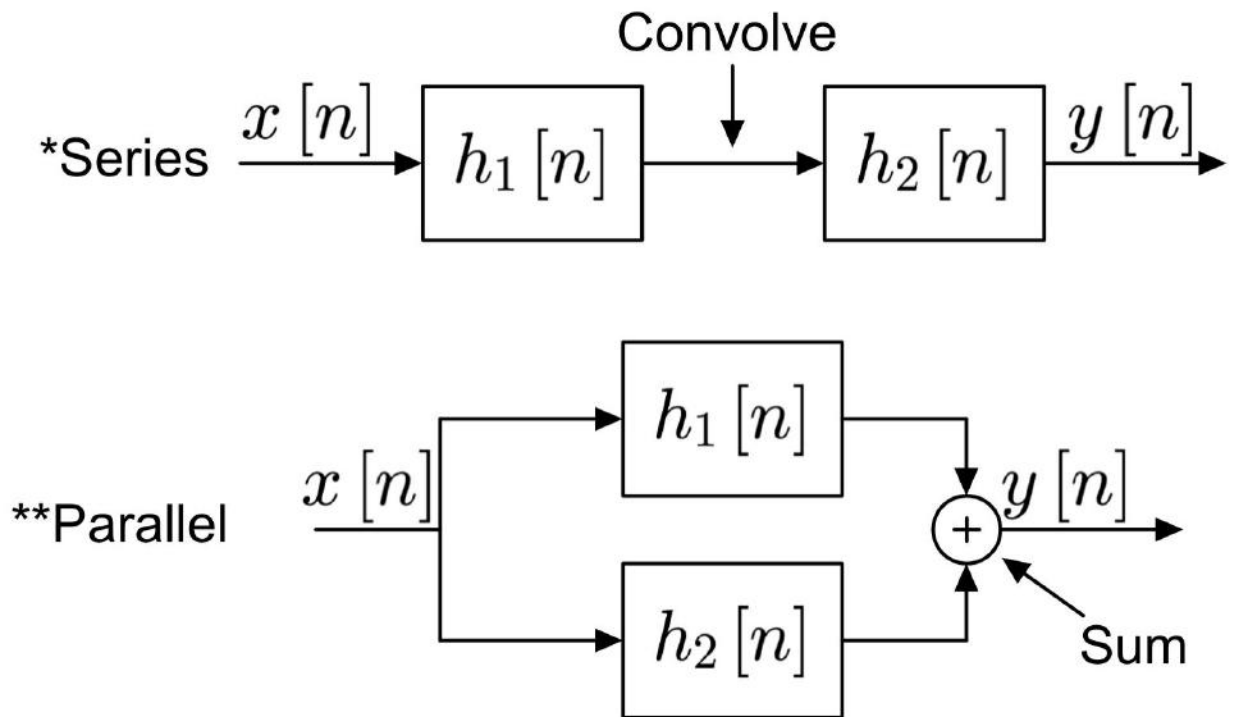 Convolve
*Series
x [n]
h₁ [n]
h₂ [n]
y [n]
**Parallel
x [n]
h₁ [n]
h₂ [n]
+
y [n]
Sum